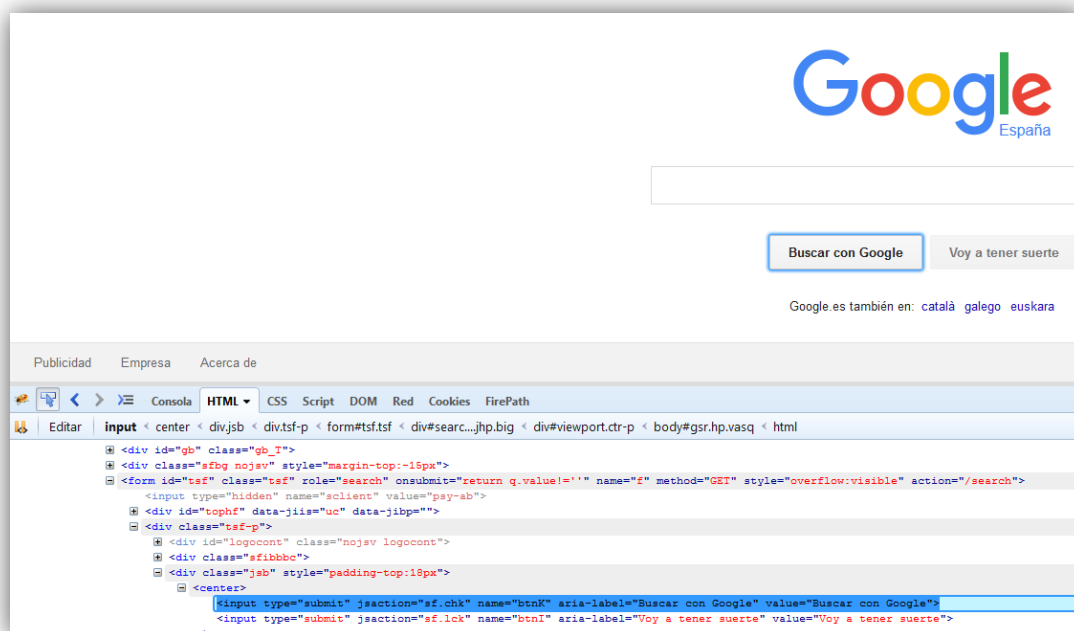 Google
España
Buscar con Google Voy a tener suerte
Google.es también en: català galego euskara
Publicidad Empresa Acerca de
Consola HTML CSS Script DOM Red Cookies FirePath
Editar input < center < div.jsb < div.tsf-p < form#tsf.tsf < div#searc....jhp.big < div#viewport.ctr-p < body#gsr.hp.vasq < html
<div id="gb" class="gb_T">
<div class="sfbg nojsv" style="margin-top:-15px">
<form id="tsf" class="tsf" role="search" onsubmit="return q.value!=''" name="f" method="GET" style="overflow:visible" action="/search">
<input type="hidden" name="sclient" value="psy-ab">
<div id="tophf" data-jiis="uc" data-jibp="">
<div class="tsf-p">
<div id="logocont" class="nojsv logocont">
<div class="sfibbbc">
<div class="jsb" style="padding-top:18px">
<center>
<input type="submit" jsaction="sf.chk" name="btnK" aria-label="Buscar con Google" value="Buscar con Google">
<input type="submit" jsaction="sf.lck" name="btnI" aria-label="Voy a tener suerte" value="Voy a tener suerte">